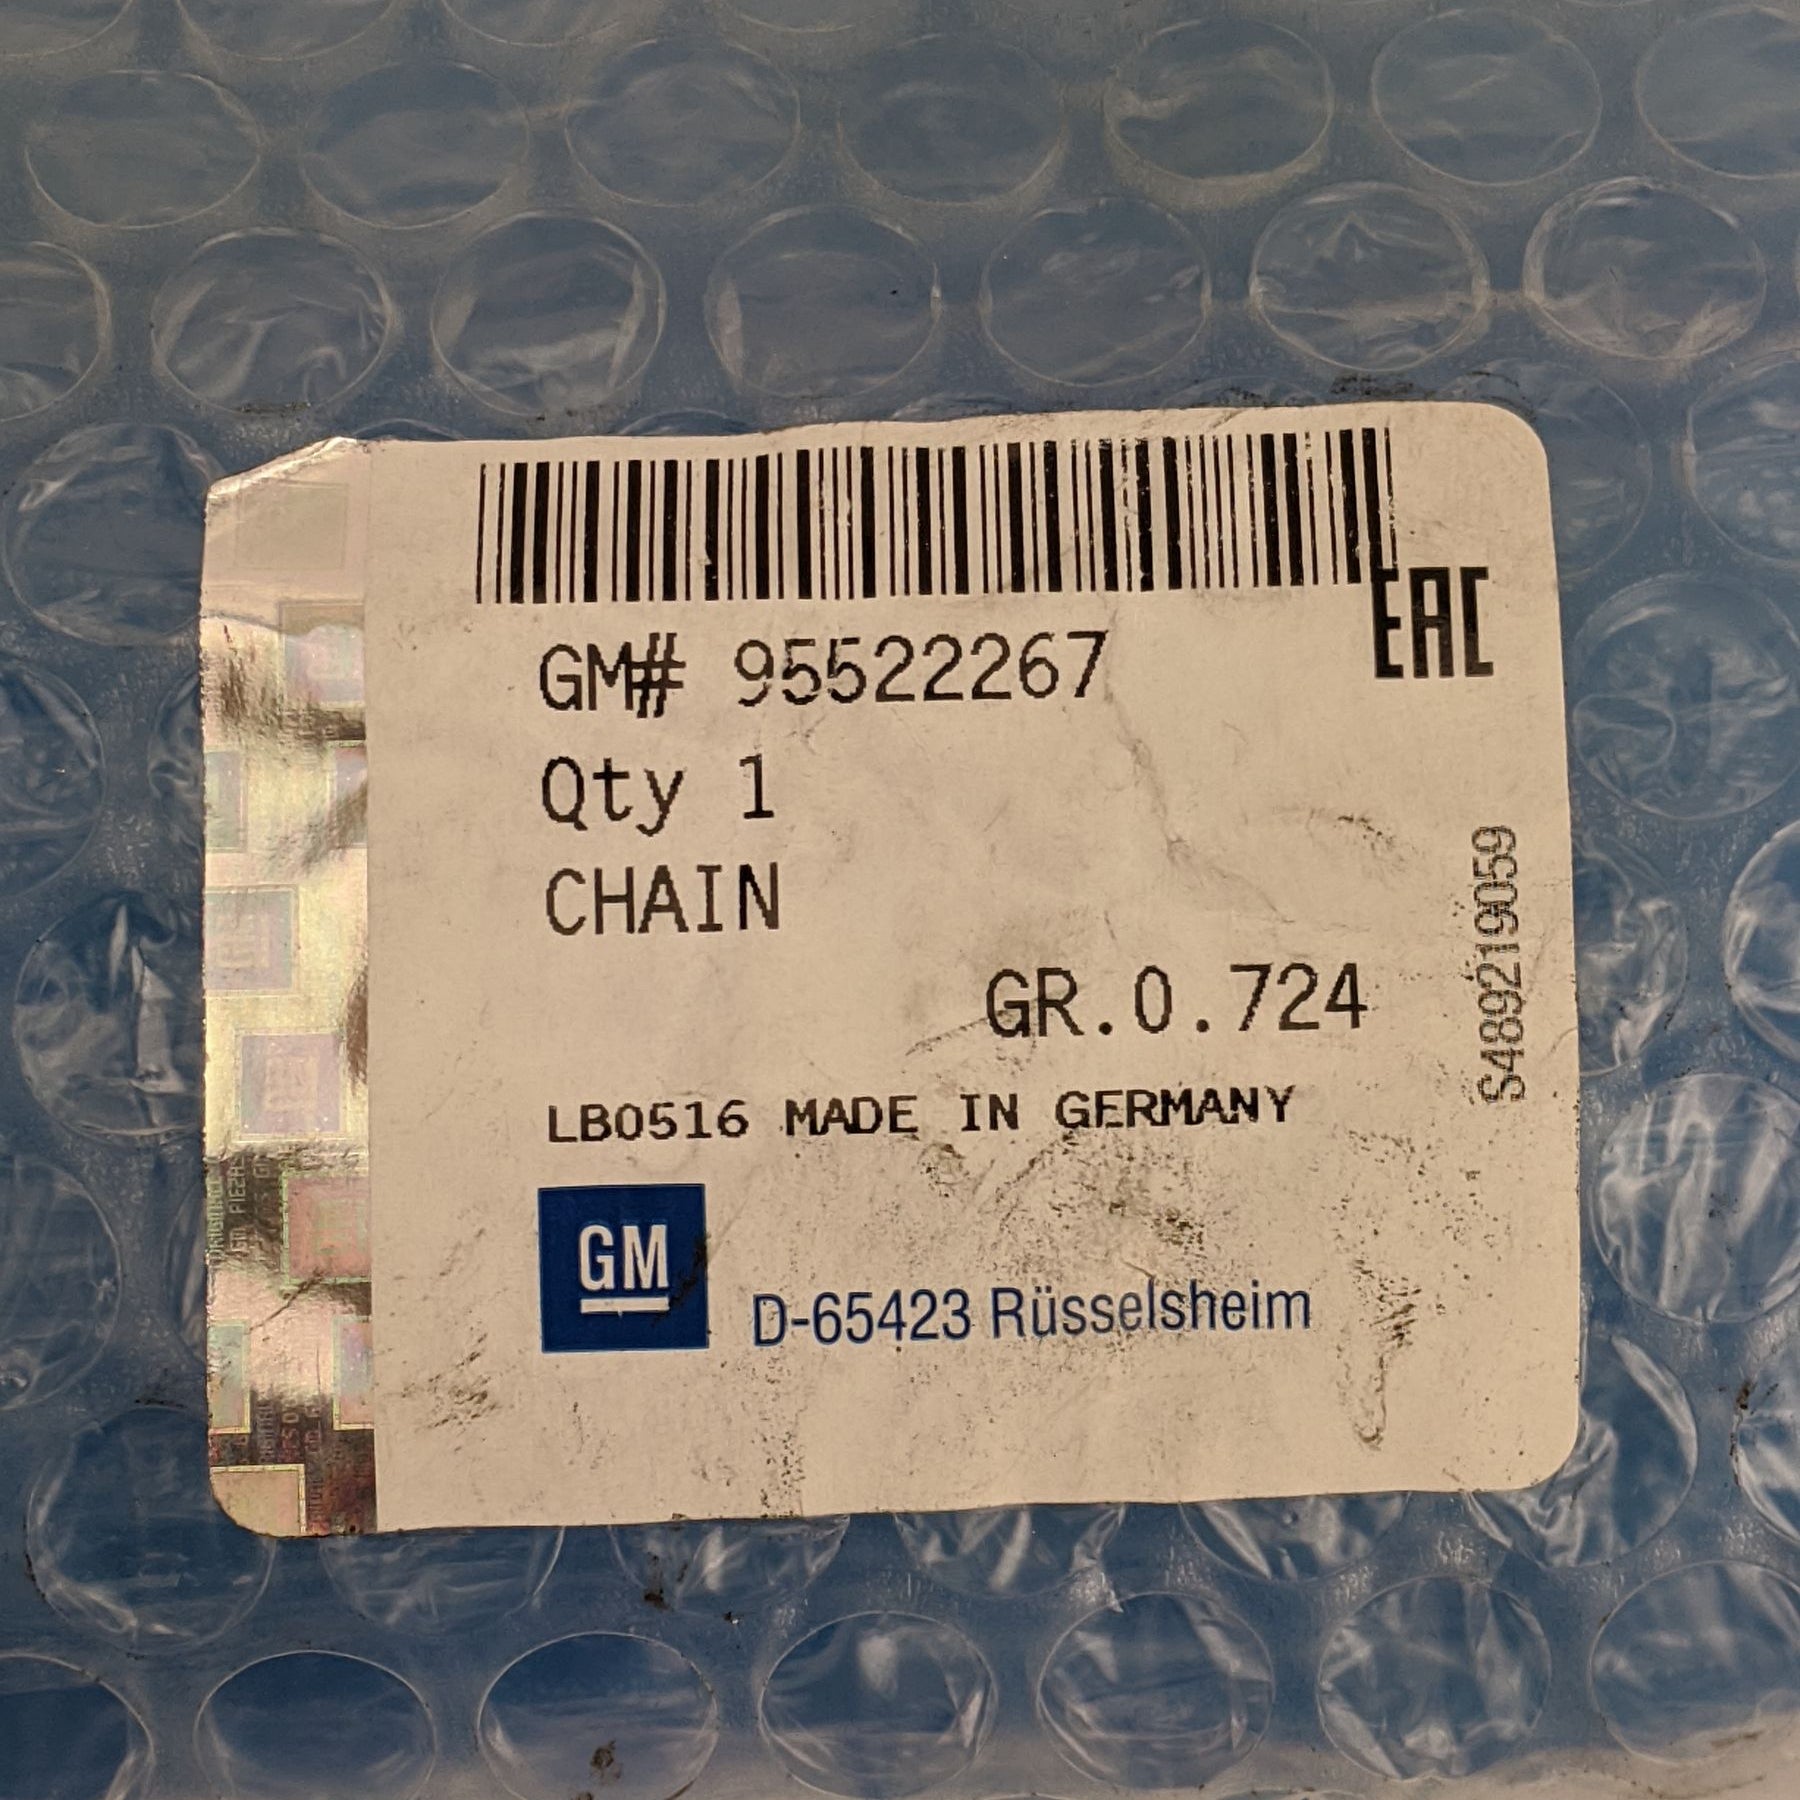 EAC
GM# 95522267
Qty 1
CHAIN
GR.0.724
S489219059
LB0516 MADE IN GERMANY
GM
D-65423 Rüsselsheim